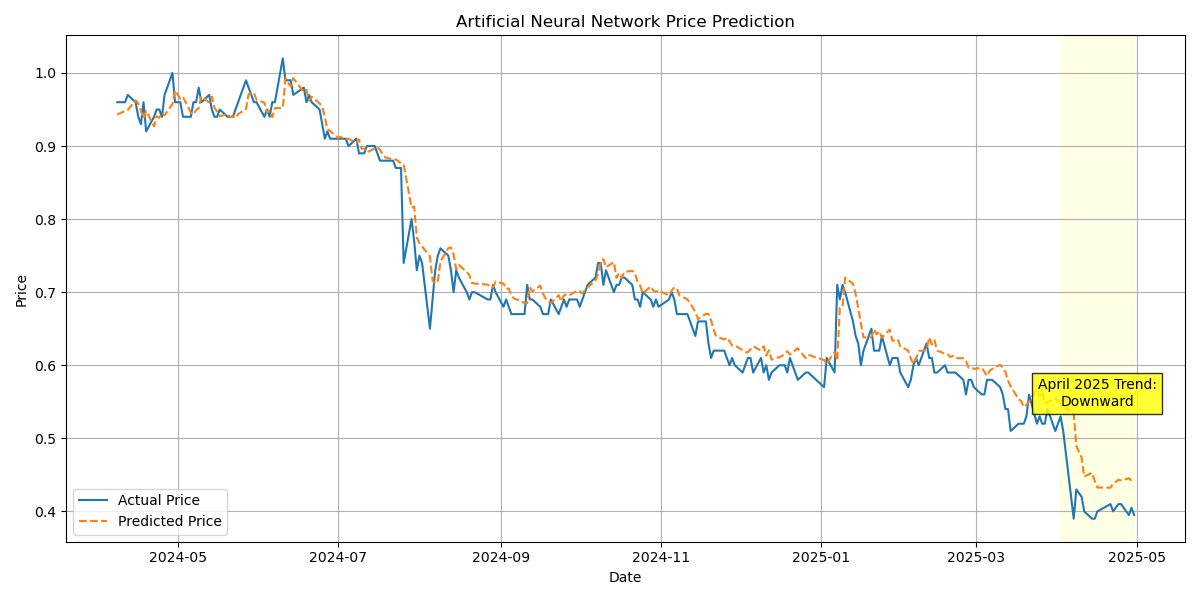 Artificial Neural Network Price Prediction
Price
1.0
0.9
0.8
0.7
0.6
0.5
0.4
April 2025 Trend:
Downward
Actual Price
Predicted Price
2024-05
2024-07
2024-09
2024-11
2025-01
2025-03
2025-05
Date